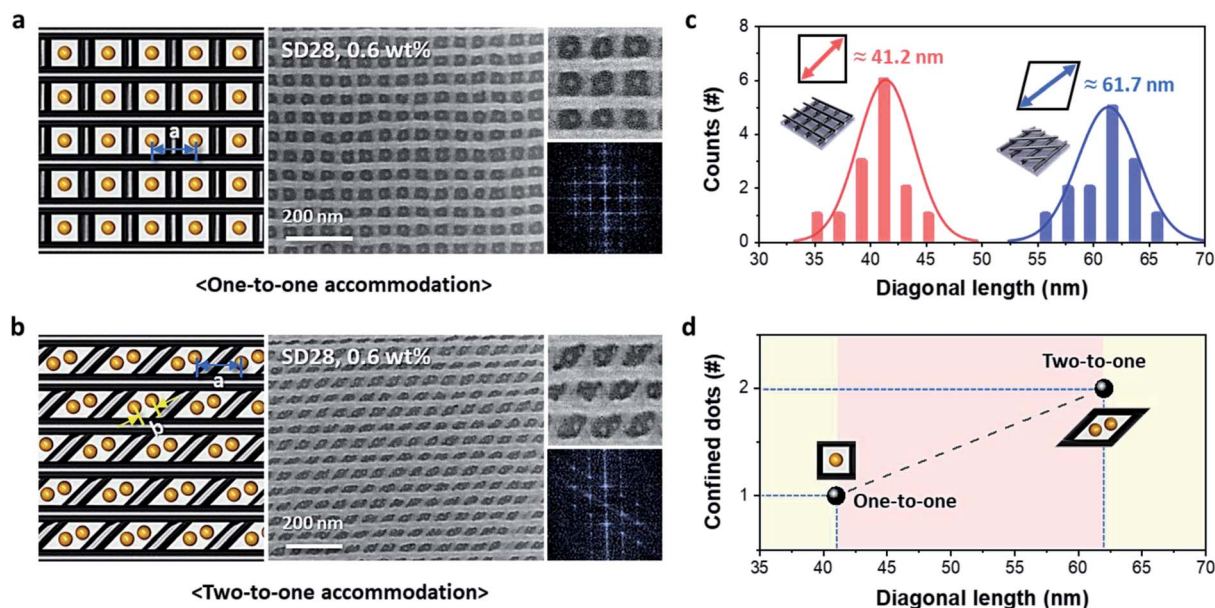 a
a
SD28, 0.6 wt%
200 nm
<One-to-one accommodation>
b
a
b
SD28, 0.6 wt%
200 nm
<Two-to-one accommodation>
c
Counts (#)
8
6
4
2
0
≈ 41.2 nm
≈ 61.7 nm
30 35 40 45 50 55 60 65 70
Diagonal length (nm)
d
Confined dots (#)
2
1
Two-to-one
One-to-one
35 40 45 50 55 60 65 70
Diagonal length (nm)